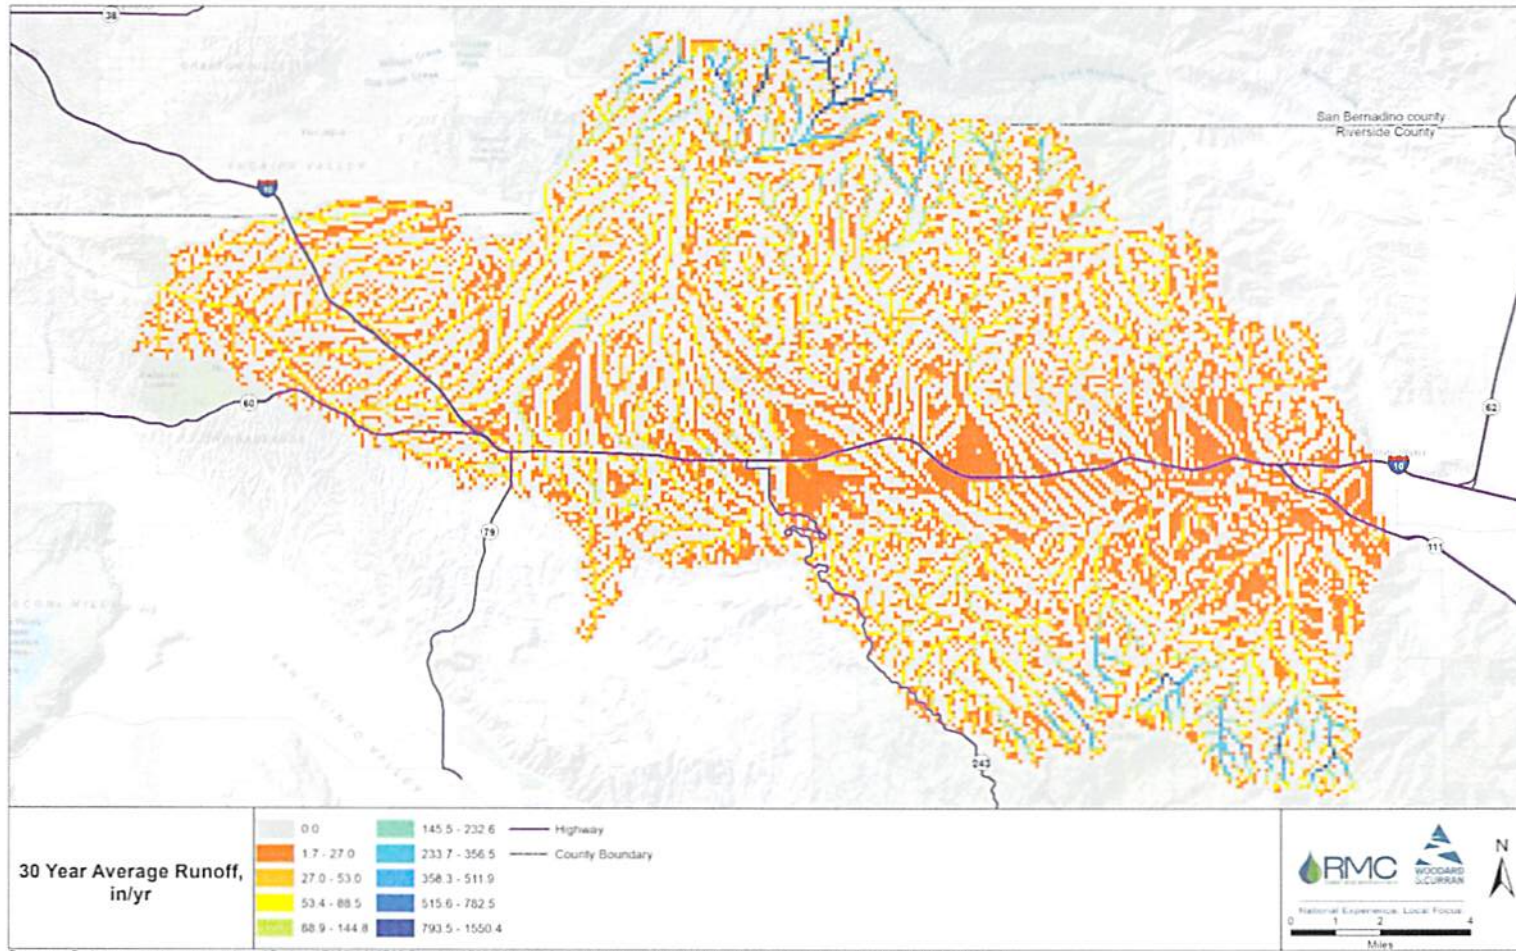 38
San Bernadino county
Riverside County
10
60
79
10
62
111
243
30 Year Average Runoff,
in/yr
0.0
1.7 - 27.0
27.0 - 53.0
53.4 - 88.5
88.9 - 144.8
145.5 - 232.6
233.7 - 356.5
358.3 - 511.9
515.6 - 782.5
793.5 - 1550.4
Highway
County Boundary
RMC
WOODARD
& CURRAN
National Experience. Local Focus.
N
0 1 2 4
Miles